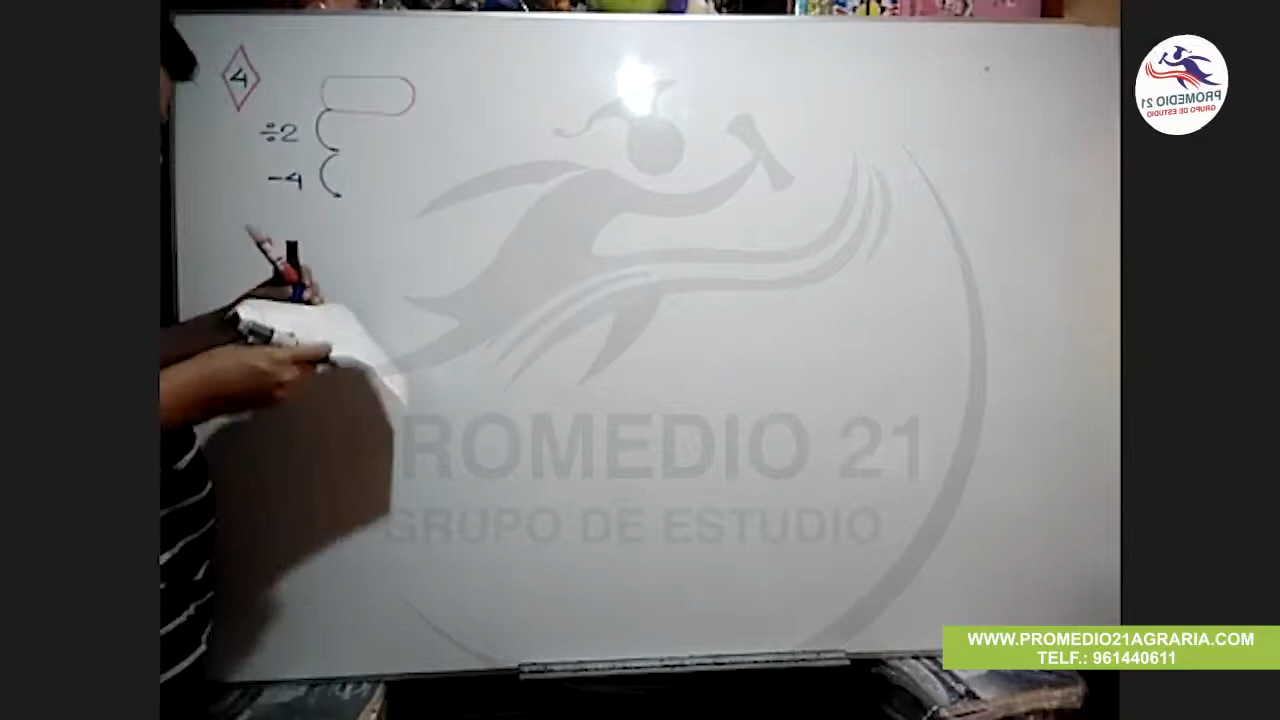 4
÷2
-4
PROMEDIO 21
GRUPO DE ESTUDIO
PROMEDIO 21
GRUPO DE ESTUDIO
WWW.PROMEDIO21AGRARIA.COM
TELF.: 961440611